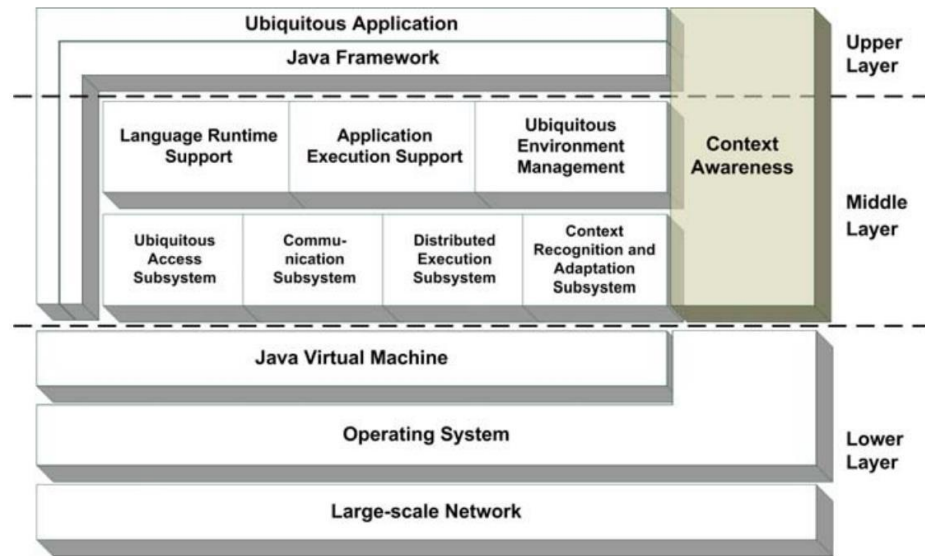 Ubiquitous Application
Java Framework
Upper
Layer
Language Runtime
Support
Application
Execution Support
Ubiquitous
Environment
Management
Context
Awareness
Middle
Layer
Ubiquitous
Access
Subsystem
Commu-
nication
Subsystem
Distributed
Execution
Subsystem
Context
Recognition and
Adaptation
Subsystem
Java Virtual Machine
Operating System
Lower
Layer
Large-scale Network